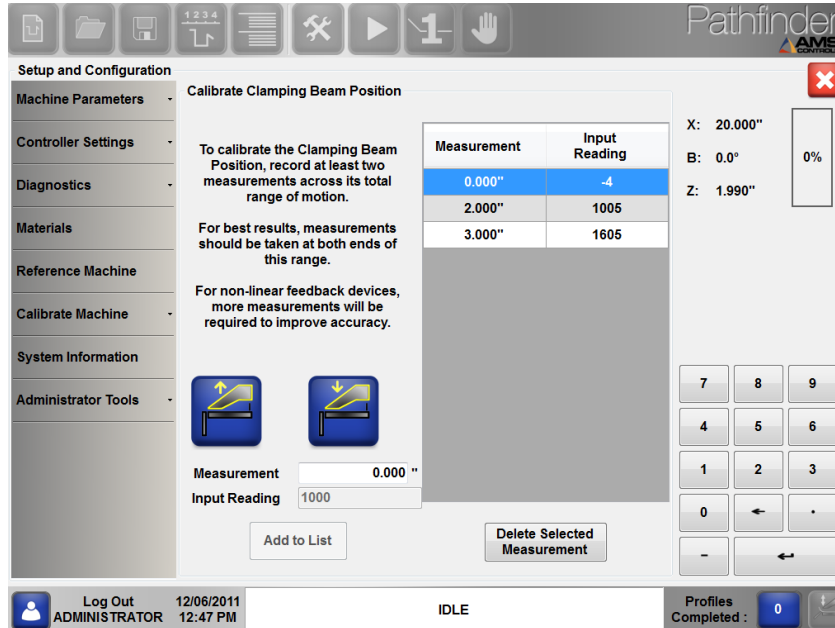 1 2 3 4
1
Pathfinder
AMS
CONTROLS
Setup and Configuration
Machine Parameters
Controller Settings
Diagnostics
Materials
Reference Machine
Calibrate Machine
System Information
Administrator Tools
Calibrate Clamping Beam Position
To calibrate the Clamping Beam
Position, record at least two
measurements across its total
range of motion.
For best results, measurements
should be taken at both ends of
this range.
For non-linear feedback devices,
more measurements will be
required to improve accuracy.
Measurement 0.000 "
Input Reading 1000
Add to List
Measurement Input Reading
0.000" -4
2.000" 1005
3.000" 1605
Delete Selected
Measurement
X: 20.000"
B: 0.0°
Z: 1.990"
0%
7 8 9
4 5 6
1 2 3
0 .
-
Log Out
ADMINISTRATOR
12/06/2011
12:47 PM
IDLE
Profiles
Completed :
0